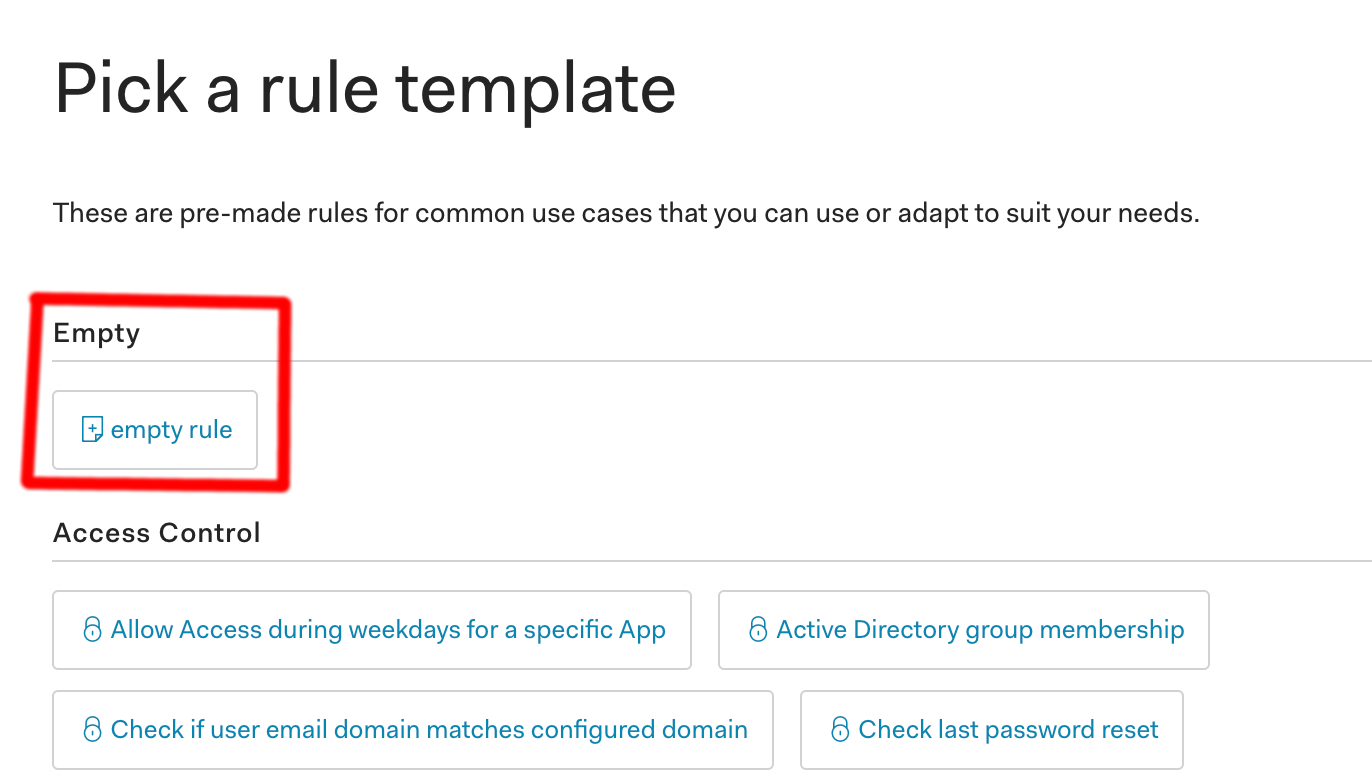 Pick a rule template
These are pre-made rules for common use cases that you can use or adapt to suit your needs.
Empty
empty rule
Access Control
Allow Access during weekdays for a specific App
Active Directory group membership
Check if user email domain matches configured domain
Check last password reset